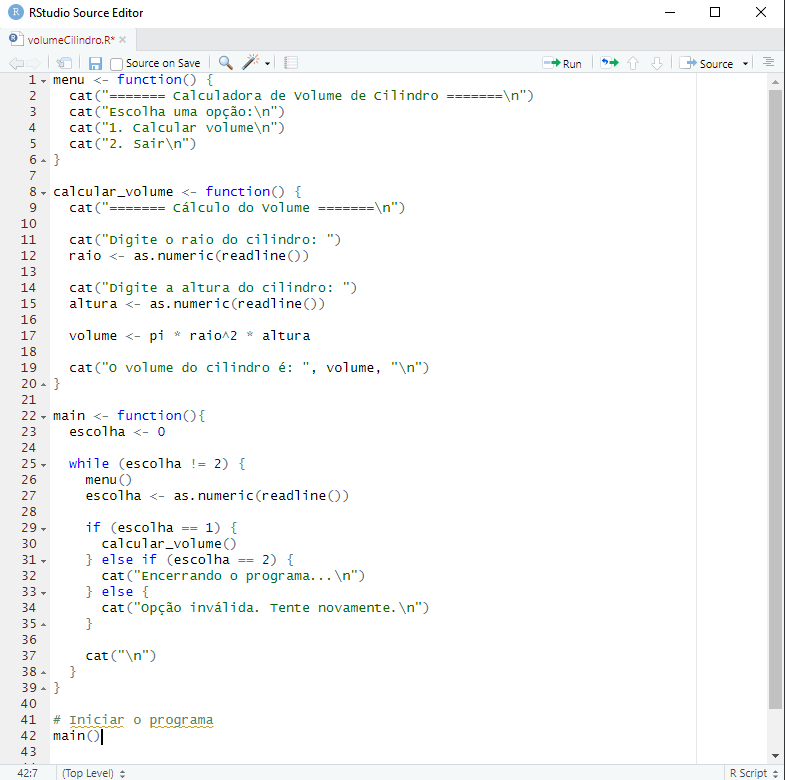 RStudio Source Editor
volumeCilindro.R*
Source on Save
Run
Source
1 menu <- function() {
2   cat("======= Calculadora de Volume de Cilindro =======\n")
3   cat("Escolha uma opção:\n")
4   cat("1. Calcular volume\n")
5   cat("2. Sair\n")
6 }
7
8 calcular_volume <- function() {
9   cat("======= Cálculo do Volume =======\n")
10
11   cat("Digite o raio do cilindro: ")
12   raio <- as.numeric(readline())
13
14   cat("Digite a altura do cilindro: ")
15   altura <- as.numeric(readline())
16
17   volume <- pi * raio^2 * altura
18
19   cat("O volume do cilindro é: ", volume, "\n")
20 }
21
22 main <- function(){
23   escolha <- 0
24
25   while (escolha != 2) {
26     menu()
27     escolha <- as.numeric(readline())
28
29     if (escolha == 1) {
30       calcular_volume()
31     } else if (escolha == 2) {
32       cat("Encerrando o programa...\n")
33     } else {
34       cat("Opção inválida. Tente novamente.\n")
35     }
36
37     cat("\n")
38   }
39 }
40
41 # Iniciar o programa
42 main()
43
42:7 (Top Level) R Script